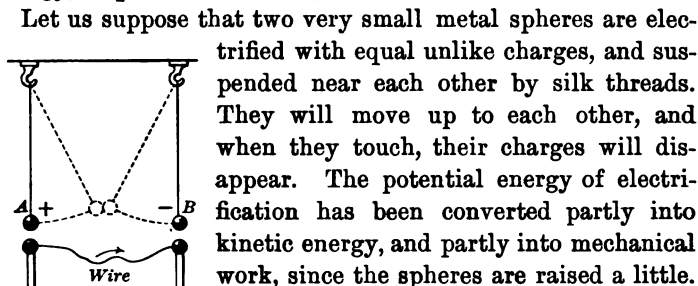 Let us suppose that two very small metal spheres are elec-
trified with equal unlike charges, and sus-
pended near each other by silk threads.
They will move up to each other, and
when they touch, their charges will dis-
appear. The potential energy of electri-
fication has been converted partly into
kinetic energy, and partly into mechanical
work, since the spheres are raised a little.
A + − B
Wire